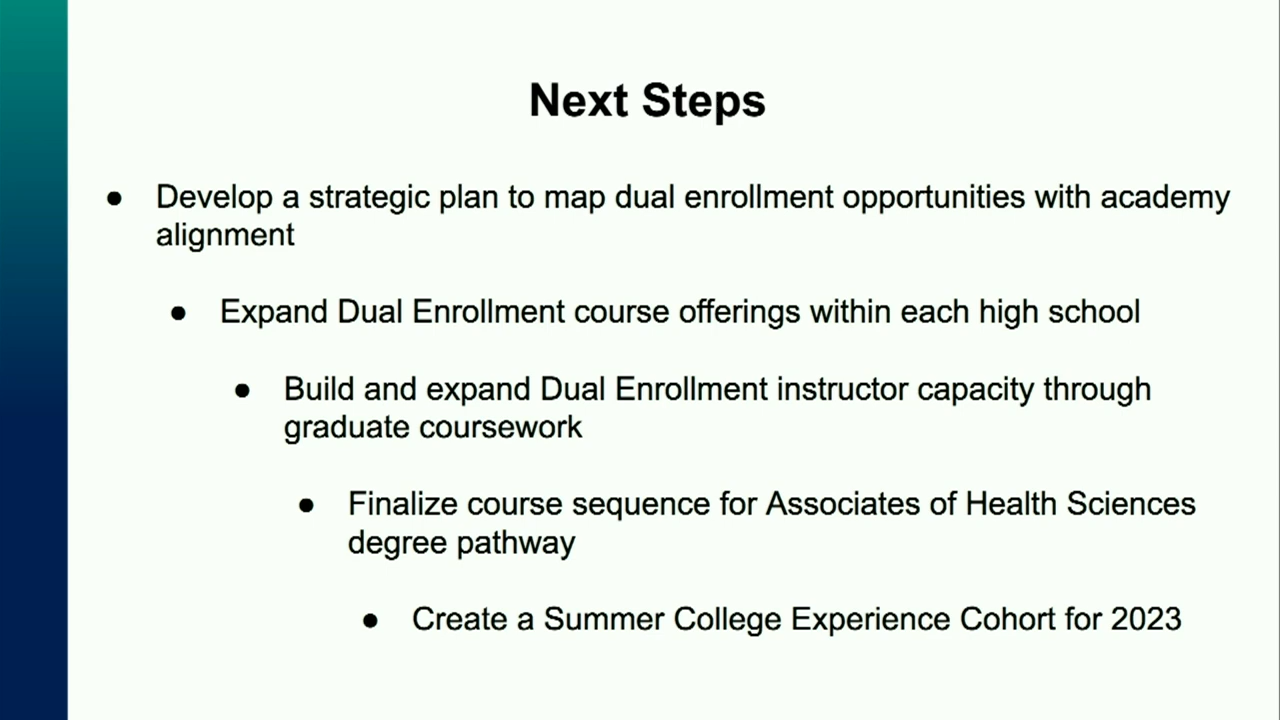 Next Steps
● Develop a strategic plan to map dual enrollment opportunities with academy
alignment
● Expand Dual Enrollment course offerings within each high school
● Build and expand Dual Enrollment instructor capacity through
graduate coursework
● Finalize course sequence for Associates of Health Sciences
degree pathway
● Create a Summer College Experience Cohort for 2023